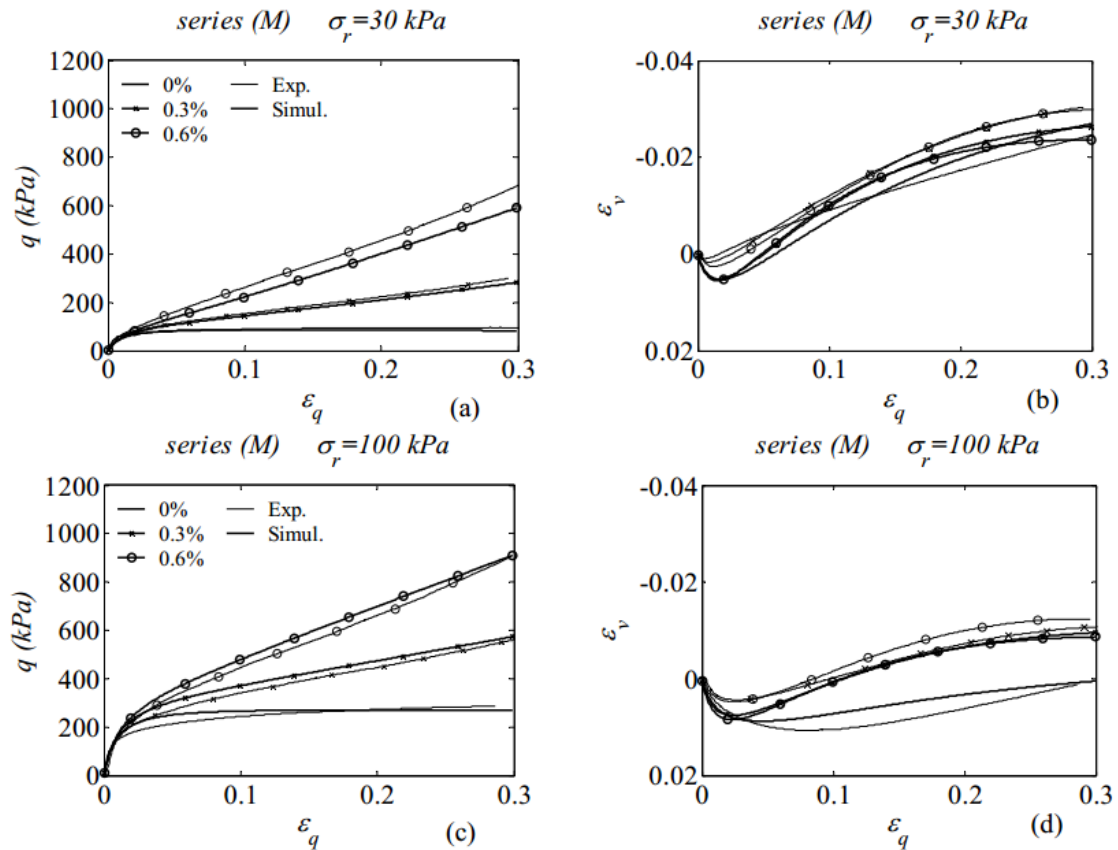 series (M) σr=30 kPa
1200
1000
800
600
400
200
0
q (kPa)
0% Exp.
0.3% Simul.
0.6%
0 0.1 0.2 0.3
εq (a)
series (M) σr=30 kPa
-0.04
-0.02
0
0.02
εv
0 0.1 0.2 0.3
εq (b)
series (M) σr=100 kPa
1200
1000
800
600
400
200
0
q (kPa)
0% Exp.
0.3% Simul.
0.6%
0 0.1 0.2 0.3
εq (c)
series (M) σr=100 kPa
-0.04
-0.02
0
0.02
εv
0 0.1 0.2 0.3
εq (d)